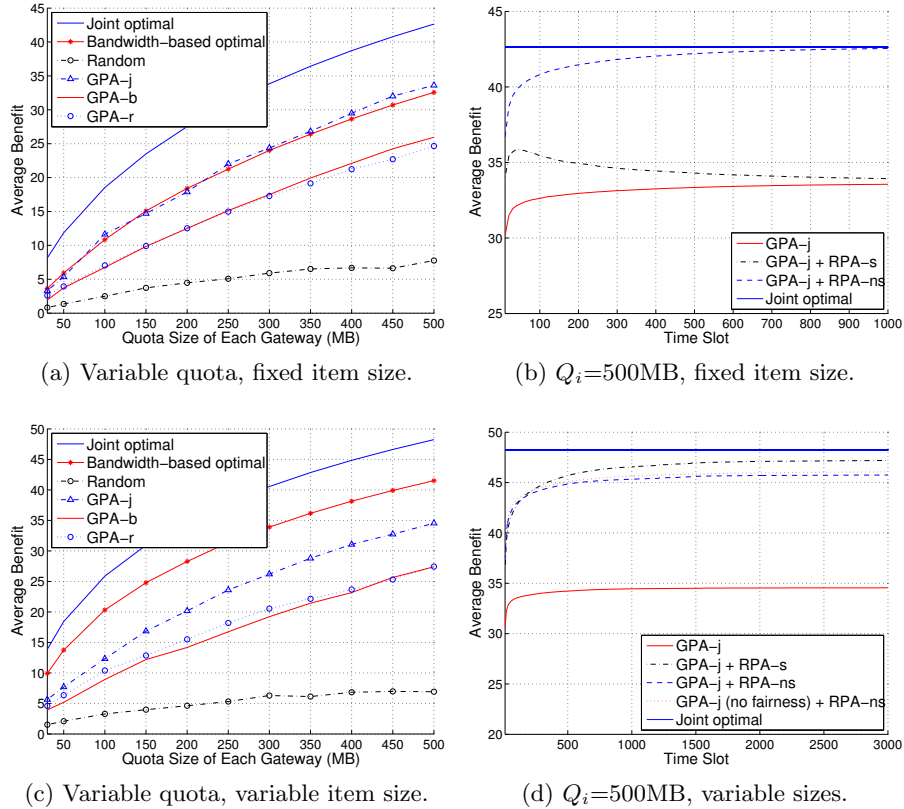 45
40
35
30
25
20
15
10
5
0
Average Benefit
Joint optimal
Bandwidth−based optimal
Random
GPA−j
GPA−b
GPA−r
50 100 150 200 250 300 350 400 450 500
Quota Size of Each Gateway (MB)
(a) Variable quota, fixed item size.
45
40
35
30
25
Average Benefit
GPA−j
GPA−j + RPA−s
GPA−j + RPA−ns
Joint optimal
100 200 300 400 500 600 700 800 900 1000
Time Slot
(b) Q_i=500MB, fixed item size.
50
45
40
35
30
25
20
15
10
5
0
Average Benefit
Joint optimal
Bandwidth−based optimal
Random
GPA−j
GPA−b
GPA−r
50 100 150 200 250 300 350 400 450 500
Quota Size of Each Gateway (MB)
(c) Variable quota, variable item size.
50
45
40
35
30
25
20
Average Benefit
GPA−j
GPA−j + RPA−s
GPA−j + RPA−ns
GPA−j (no fairness) + RPA−ns
Joint optimal
500 1000 1500 2000 2500 3000
Time Slot
(d) Q_i=500MB, variable sizes.